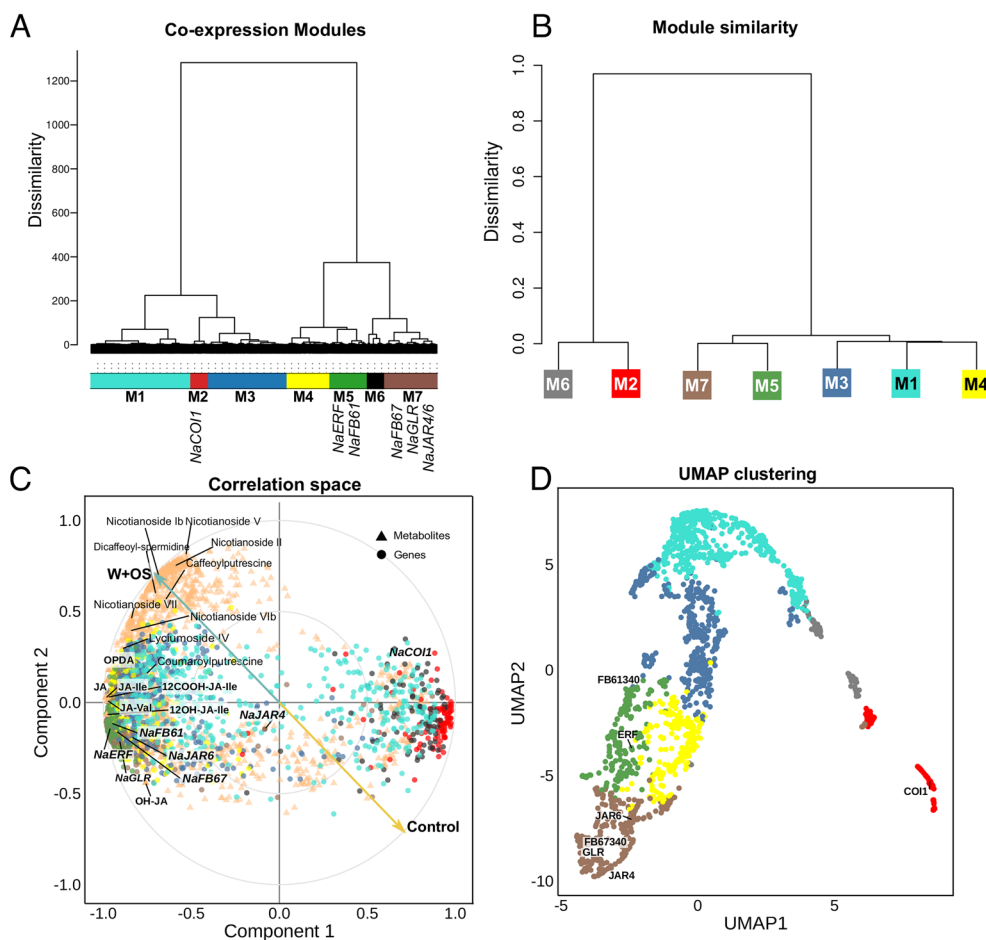 A
Co-expression Modules
Dissimilarity
1200
1000
800
600
400
200
0
M1
M2
M3
M4
M5
M6
M7
NaCOI1
NaERF
NaFB61
NaFB67
NaGLR
NaJAR4/6
B
Module similarity
Dissimilarity
1.0
0.8
0.6
0.4
0.2
0.0
M6
M2
M7
M5
M3
M1
M4
C
Correlation space
Component 2
1.0
0.5
0.0
-0.5
-1.0
Nicotianoside Ib
Nicotianoside V
Dicaffeoyl-spermidine
Nicotianoside II
W+OS
Caffeoylputrescine
Nicotianoside VII
Nicotianoside VIb
Lyciumoside IV
OPDA
Coumaroylputrescine
JA
JA-Ile
12COOH-JA-Ile
JA-Val
12OH-JA-Ile
NaJAR4
NaFB61
NaERF
NaJAR6
NaGLR
NaFB67
OH-JA
NaCOI1
Control
Metabolites
Genes
-1.0
-0.5
0.0
0.5
1.0
Component 1
D
UMAP clustering
UMAP2
5
0
-5
-10
FB61340
ERF
COI1
JAR6
FB67340
GLR
JAR4
-5
0
5
UMAP1